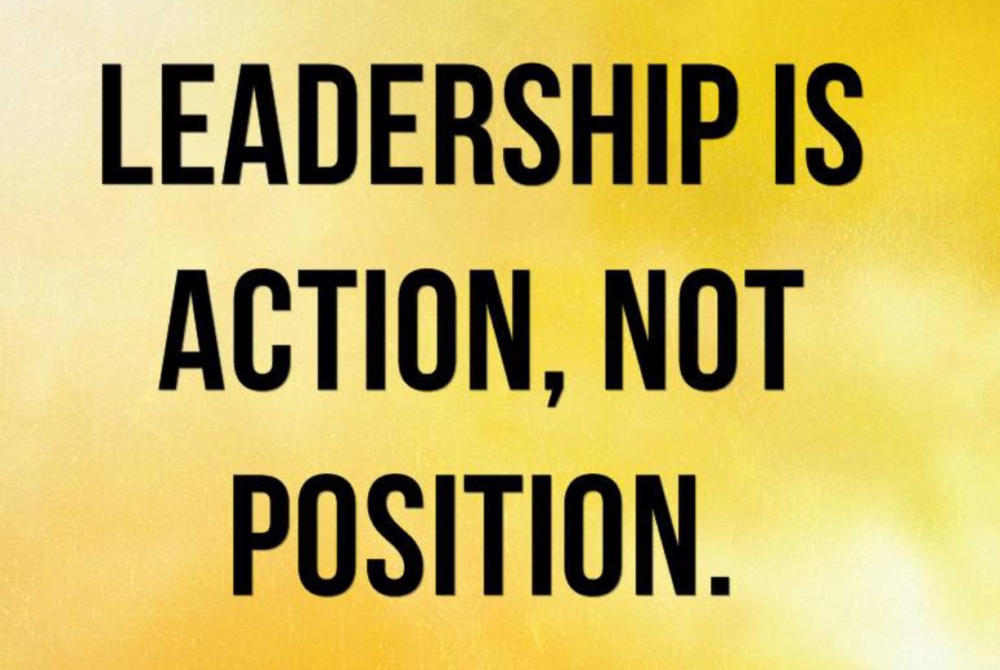 LEADERSHIP IS
ACTION, NOT
POSITION.